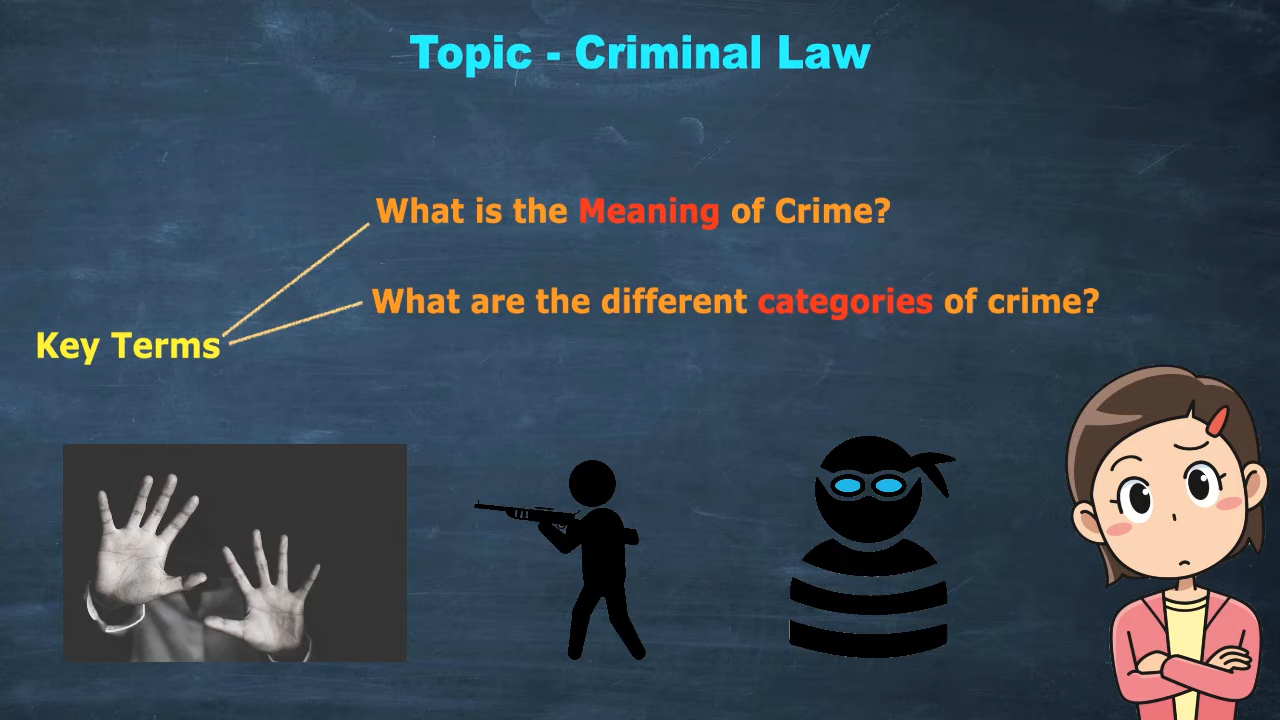 Topic - Criminal Law
What is the Meaning of Crime?
What are the different categories of crime?
Key Terms